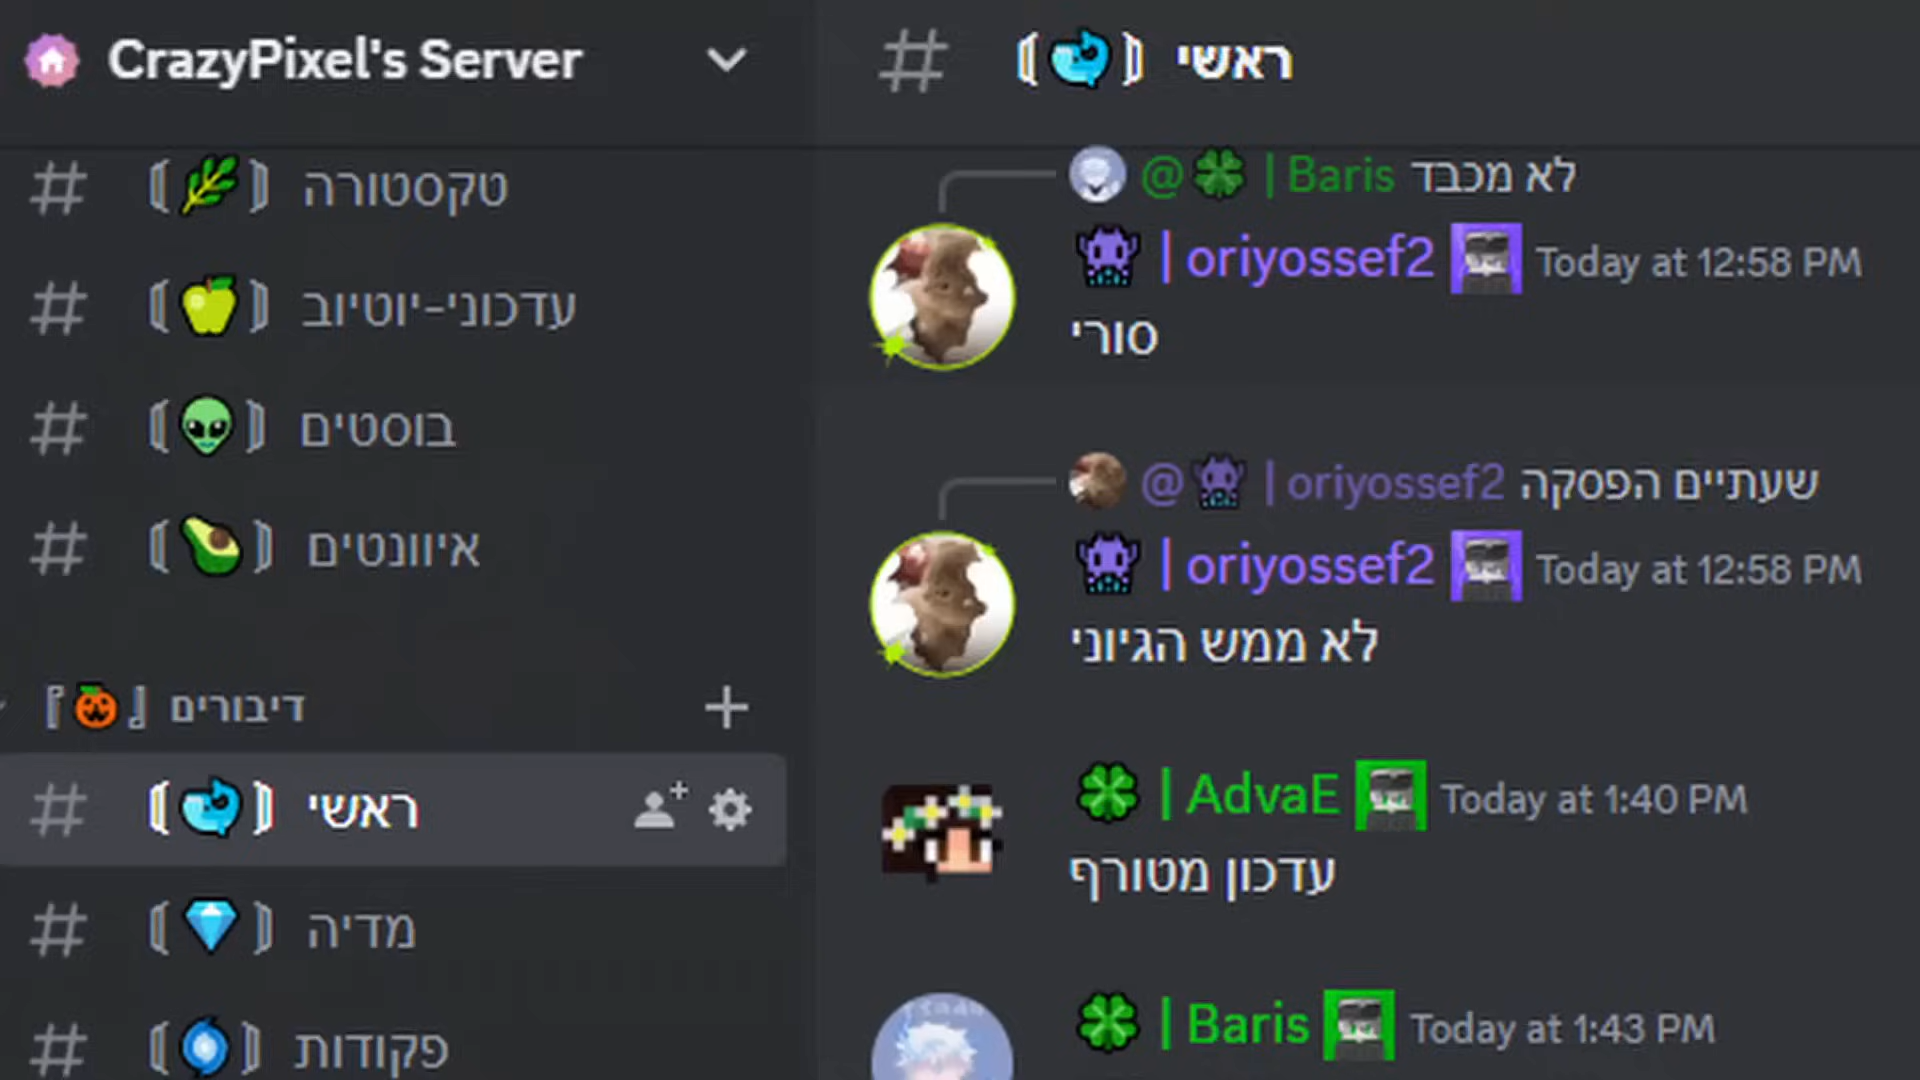 CrazyPixel's Server
טקסטורה
עדכוני-יוטיוב
בוסטים
איוונטים
דיבורים
ראשי
מדיה
פקודות
ראשי
@🍀 | Baris לא מכבד
| oriyossef2 Today at 12:58 PM
סורי
@👾 | oriyossef2 שעתיים הפסקה
| oriyossef2 Today at 12:58 PM
לא ממש הגיוני
| AdvaE Today at 1:40 PM
עדכון מטורף
| Baris Today at 1:43 PM